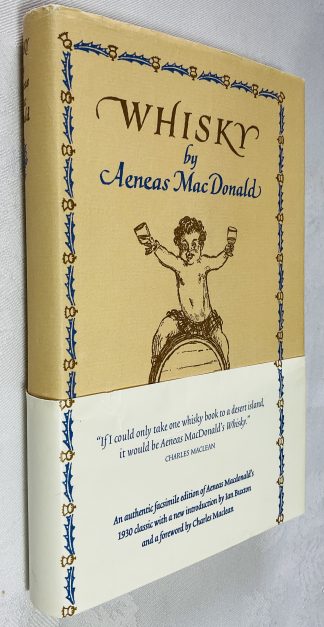 WHISKY
by
Aeneas MacDonald
“If I could only take one whisky book to a desert island,
it would be Aeneas MacDonald's Whisky.”
CHARLES MACLEAN
An authentic facsimile edition of Aeneas Macdonald's
1930 classic with a new introduction by Ian Buxton
and a foreword by Charles Maclean